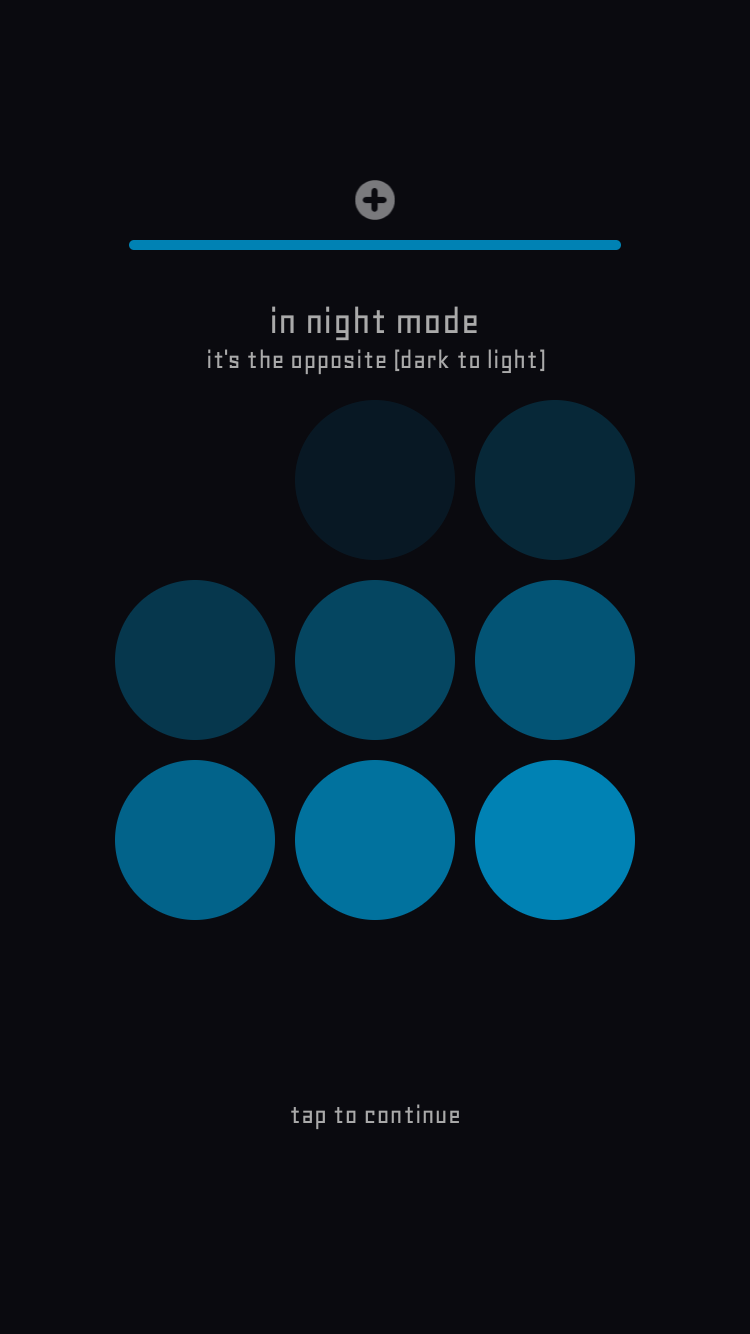 in night mode
it's the opposite [dark to light]
tap to continue